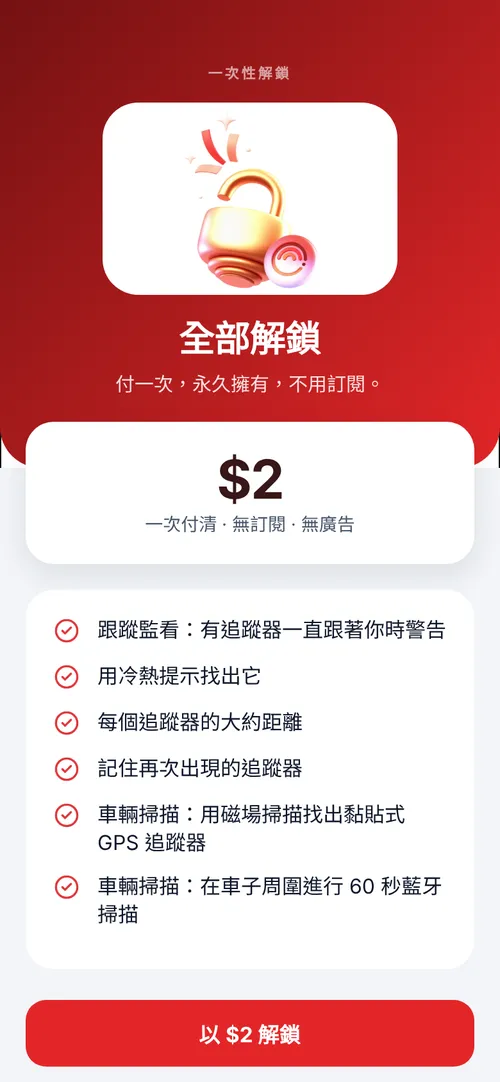 一次性解鎖
全部解鎖
付一次，永久擁有，不用訂閱。
$2
一次付清 · 無訂閱 · 無廣告
跟蹤監看：有追蹤器一直跟著你時警告
用冷熱提示找出它
每個追蹤器的大約距離
記住再次出現的追蹤器
車輛掃描：用磁場掃描找出黏貼式
GPS 追蹤器
車輛掃描：在車子周圍進行 60 秒藍牙
掃描
以 $2 解鎖